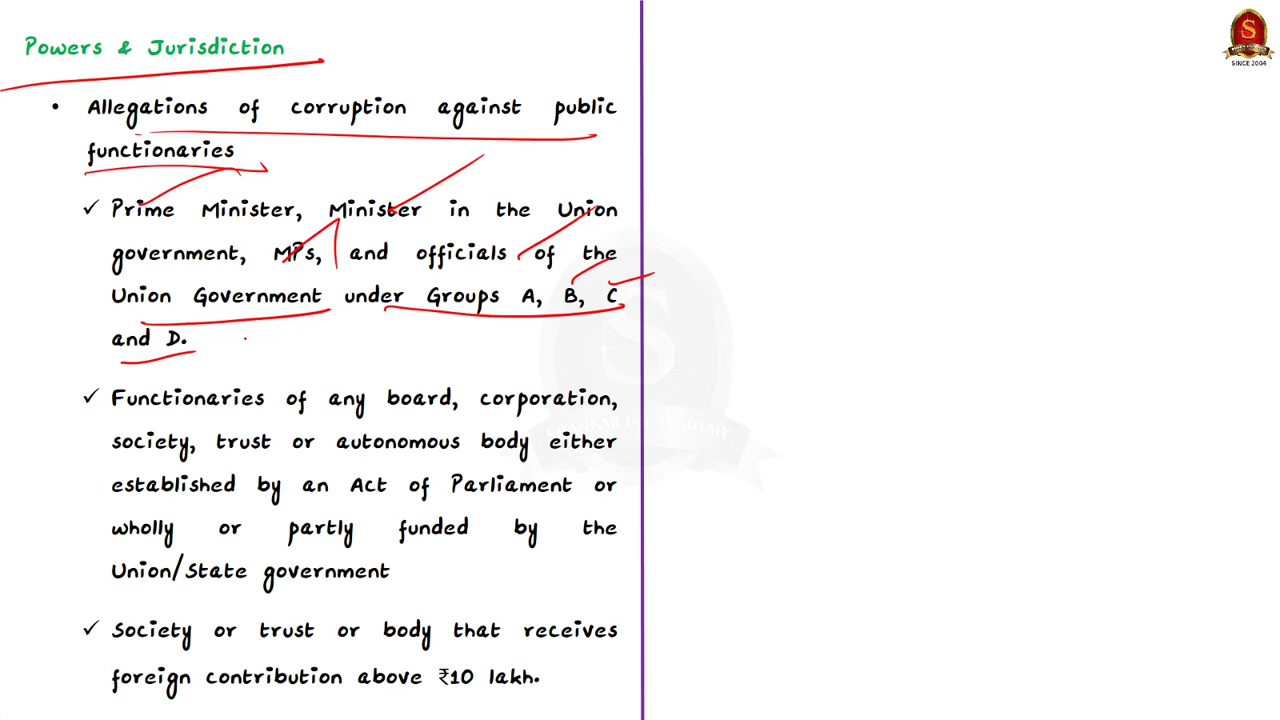 Powers & Jurisdiction
• Allegations of corruption against public
functionaries
✓ Prime Minister, Minister in the Union
government, MPs, and officials of the
Union Government under Groups A, B, C
and D.
✓ Functionaries of any board, corporation,
society, trust or autonomous body either
established by an Act of Parliament or
wholly or partly funded by the
Union/State government
✓ Society or trust or body that receives
foreign contribution above ₹10 lakh.
S
SINCE 2004